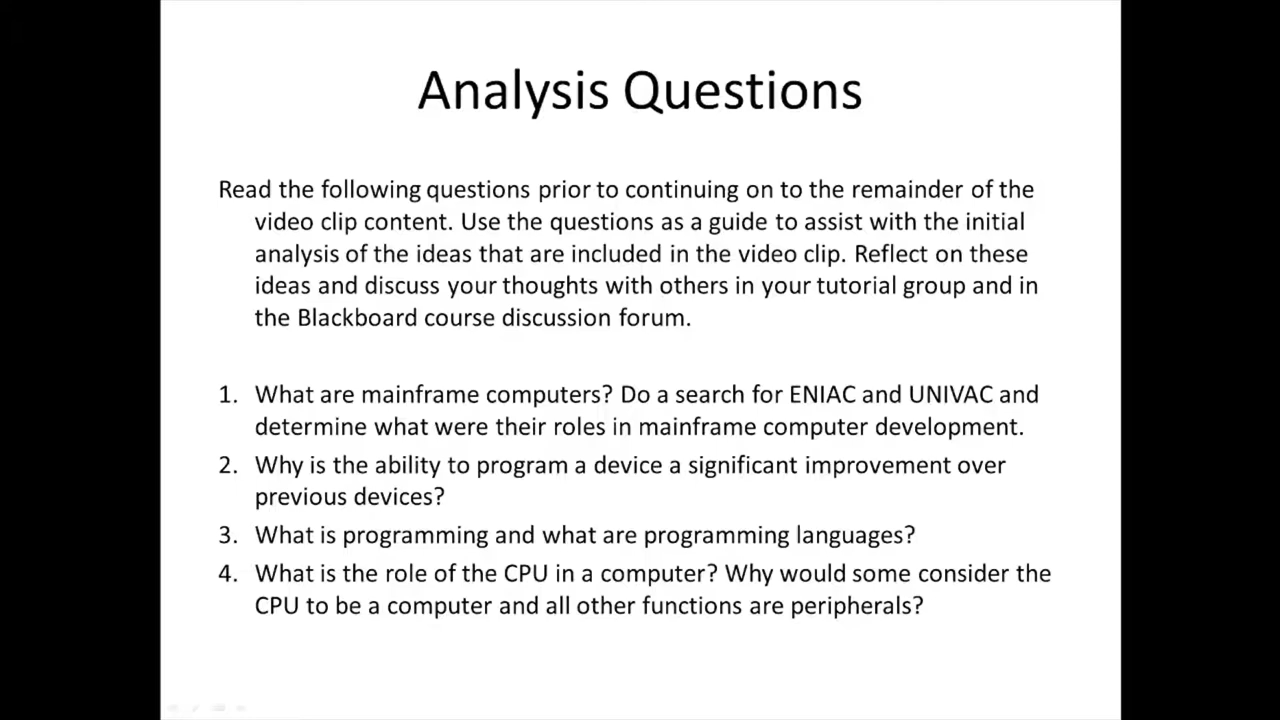 Analysis Questions
Read the following questions prior to continuing on to the remainder of the
video clip content. Use the questions as a guide to assist with the initial
analysis of the ideas that are included in the video clip. Reflect on these
ideas and discuss your thoughts with others in your tutorial group and in
the Blackboard course discussion forum.
1. What are mainframe computers? Do a search for ENIAC and UNIVAC and
determine what were their roles in mainframe computer development.
2. Why is the ability to program a device a significant improvement over
previous devices?
3. What is programming and what are programming languages?
4. What is the role of the CPU in a computer? Why would some consider the
CPU to be a computer and all other functions are peripherals?